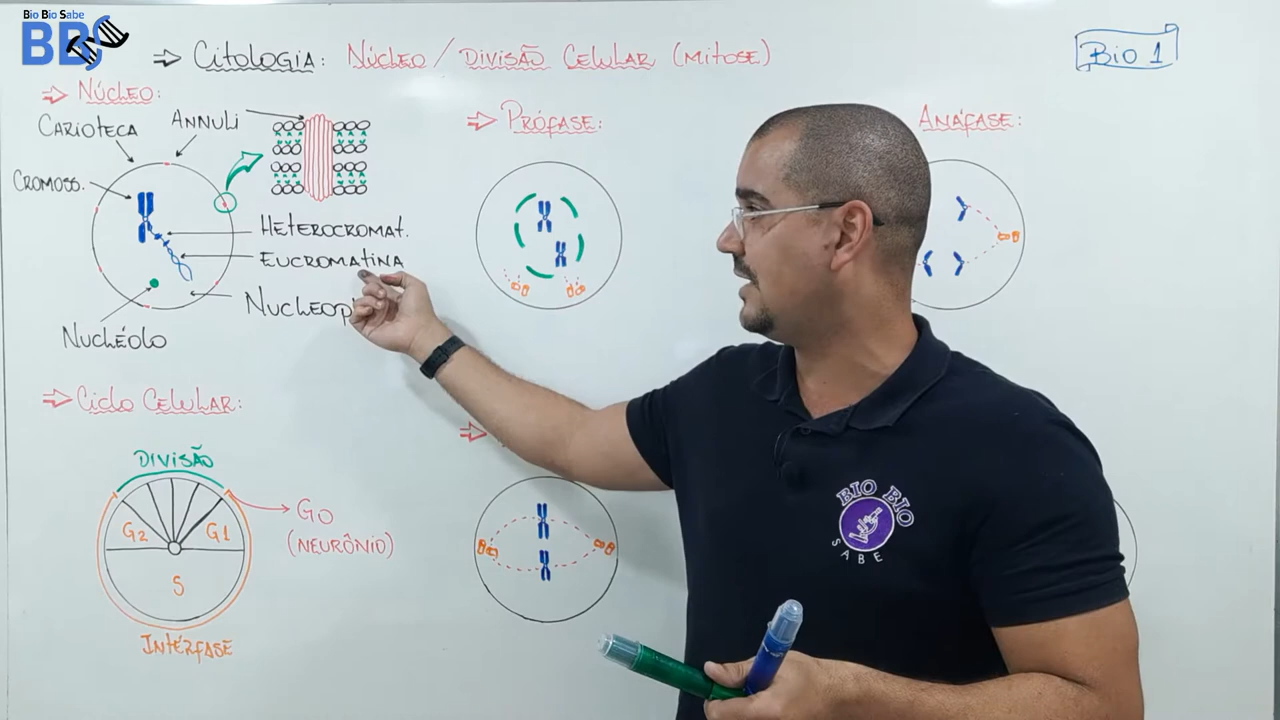 Bio Bio Sabe
BBS
⇒ Citologia: Núcleo / Divisão Celular (Mitose)
Bio 1
⇒ Núcleo:
Carioteca
Annuli
Cromoss.
Heterocromat.
Eucromatina
Nucléolo
⇒ Prófase:
Anáfase:
⇒ Ciclo Celular:
Divisão
G2
G1
S
Intérfase
G0
(Neurônio)
BIO BIO
SABE